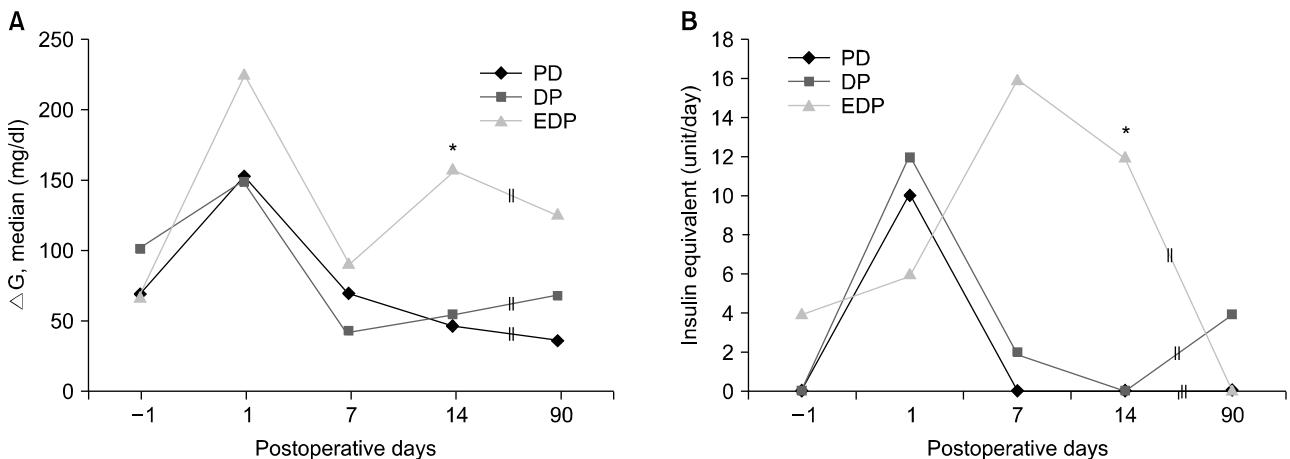 A
△G, median (mg/dl)
250
200
150
100
50
0
PD
DP
EDP
*
−1 1 7 14 90
Postoperative days
B
Insulin equivalent (unit/day)
18
16
14
12
10
8
6
4
2
0
PD
DP
EDP
*
−1 1 7 14 90
Postoperative days